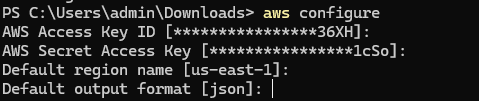 PS C:\Users\admin\Downloads> aws configure
AWS Access Key ID [****************36XH]:
AWS Secret Access Key [****************1cSo]:
Default region name [us-east-1]:
Default output format [json]: